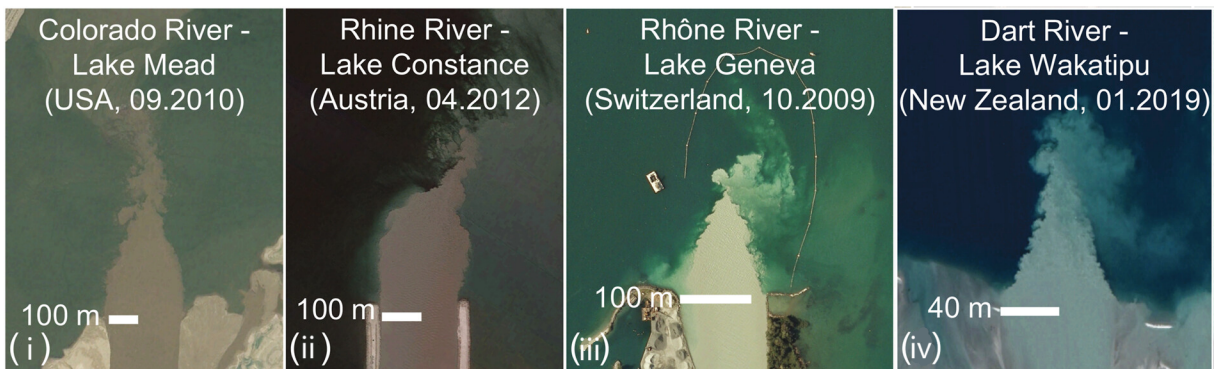 Colorado River -
Lake Mead
(USA, 09.2010)
100 m
(i)
Rhine River -
Lake Constance
(Austria, 04.2012)
100 m
(ii)
Rhône River -
Lake Geneva
(Switzerland, 10.2009)
100 m
(iii)
Dart River -
Lake Wakatipu
(New Zealand, 01.2019)
40 m
(iv)